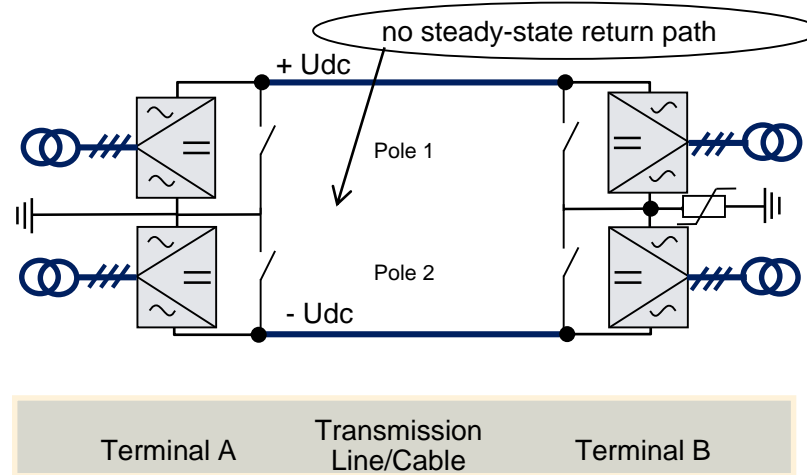 no steady-state return path
+ Udc
Pole 1
Pole 2
- Udc
Terminal A
Transmission
Line/Cable
Terminal B